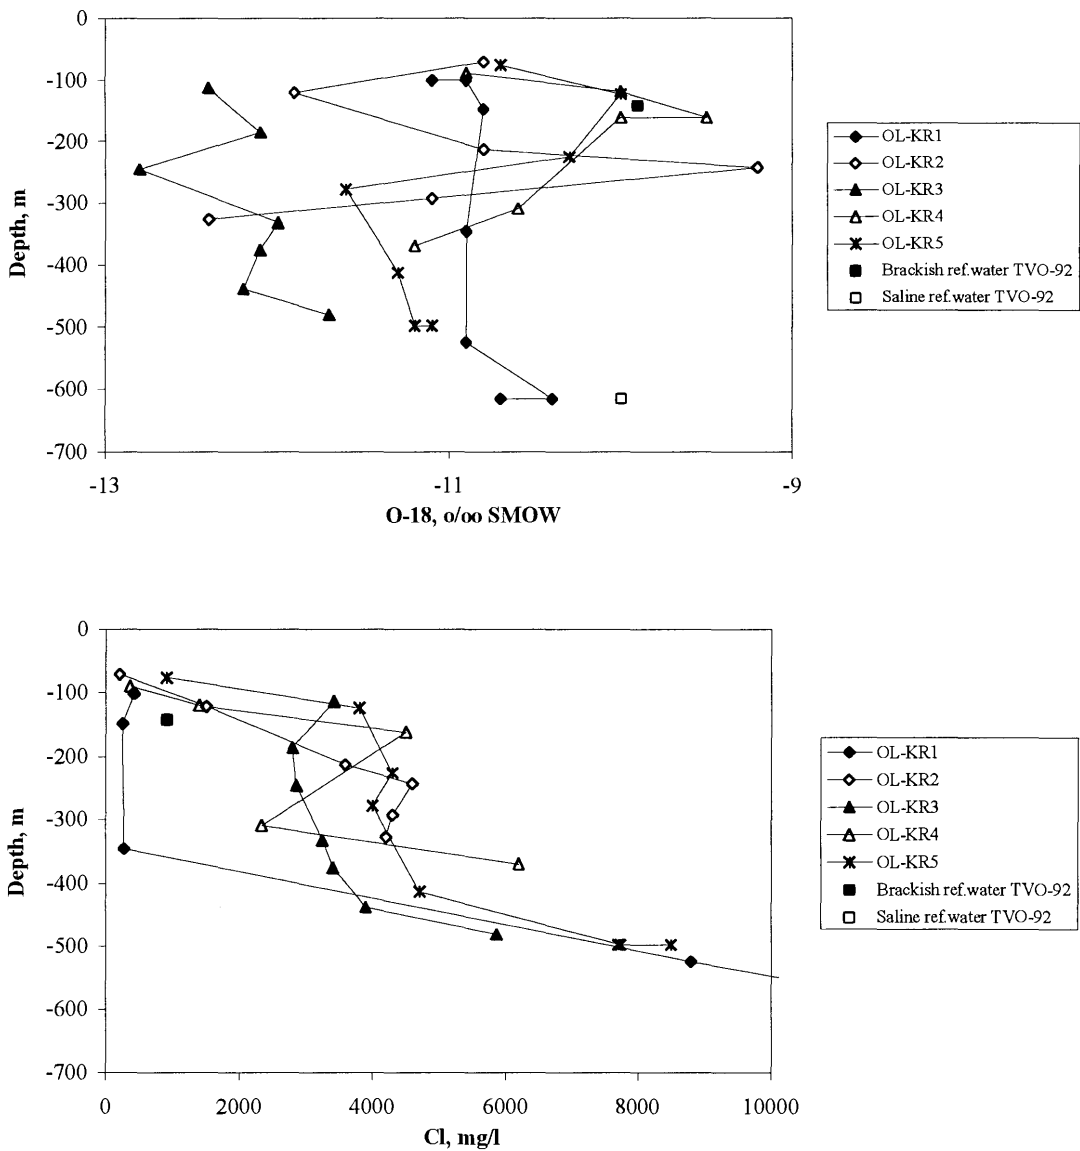 0
-100
-200
-300
-400
-500
-600
-700
Depth, m
-13
-11
-9
O-18, o/oo SMOW
OL-KR1
OL-KR2
OL-KR3
OL-KR4
OL-KR5
Brackish ref.water TVO-92
Saline ref.water TVO-92
0
-100
-200
-300
-400
-500
-600
-700
Depth, m
0
2000
4000
6000
8000
10000
Cl, mg/l
OL-KR1
OL-KR2
OL-KR3
OL-KR4
OL-KR5
Brackish ref.water TVO-92
Saline ref.water TVO-92